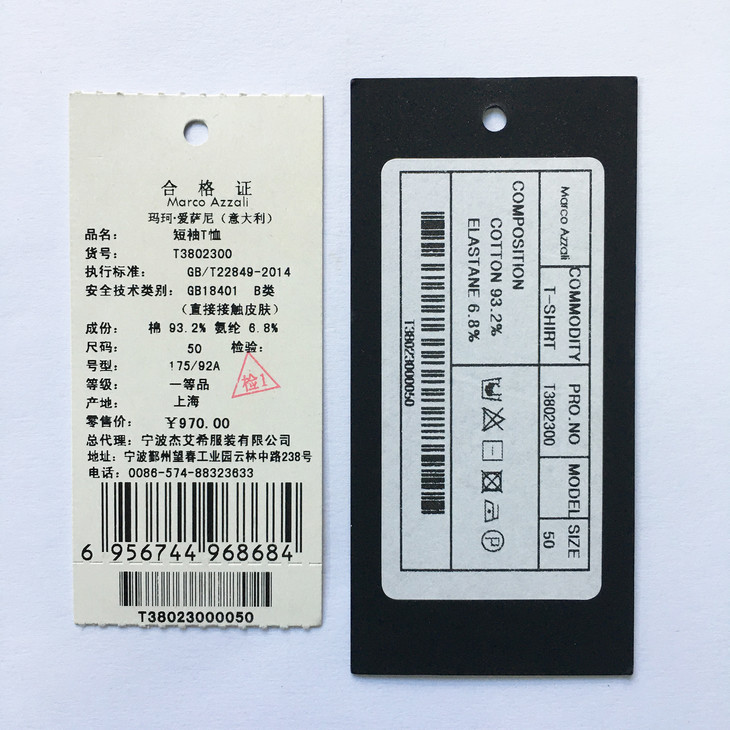 合格证
Marco Azzali
玛珂·爱萨尼(意大利)
品名: 短袖T恤
货号: T3802300
执行标准: GB/T22849-2014
安全技术类别: GB18401 B类
(直接接触皮肤)
成份: 棉 93.2% 氨纶 6.8%
尺码: 50 检验:
号型: 175/92A
检1
等级: 一等品
产地: 上海
零售价: ¥970.00
总代理: 宁波杰艾希服装有限公司
地址: 宁波鄞州望春工业园云林中路238号
电话: 0086-574-88323633
6 956744 968684
T38023000050
Marco Azzali
COMMODITY PRO.NO MODEL SIZE
T-SHIRT T3802300 50
COMPOSITION
COTTON 93.2%
ELASTANE 6.8%
P
T38023000050